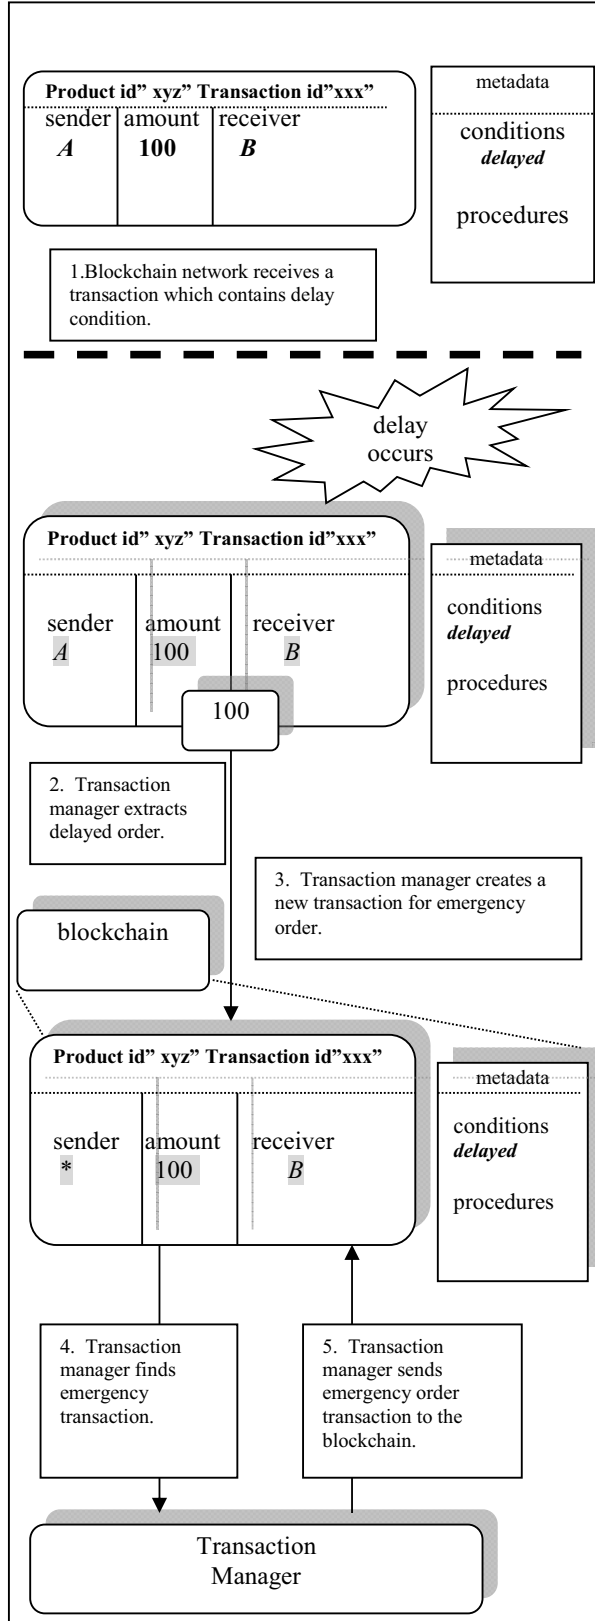 Product id” xyz” Transaction id”xxx”
sender amount receiver
A 100 B
metadata
conditions
delayed
procedures
1.Blockchain network receives a
transaction which contains delay
condition.
delay
occurs
Product id” xyz” Transaction id”xxx”
sender amount receiver
A 100 B
100
metadata
conditions
delayed
procedures
2. Transaction
manager extracts
delayed order.
3. Transaction manager creates a
new transaction for emergency
order.
blockchain
Product id” xyz” Transaction id”xxx”
sender amount receiver
* 100 B
metadata
conditions
delayed
procedures
4. Transaction
manager finds
emergency
transaction.
5. Transaction
manager sends
emergency order
transaction to the
blockchain.
Transaction
Manager